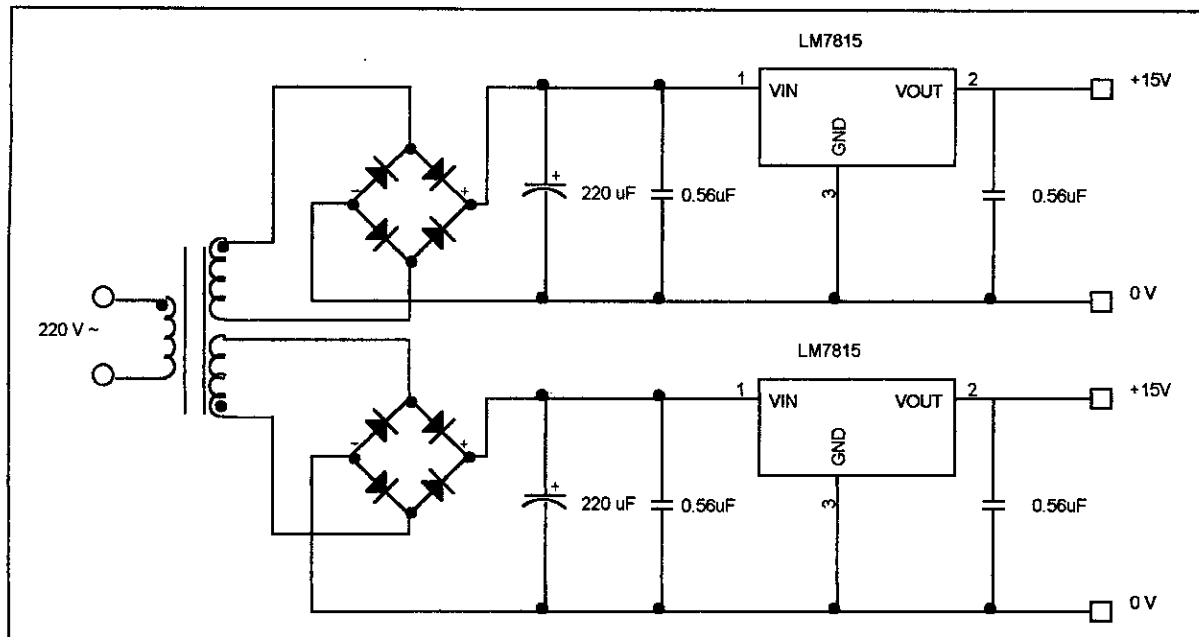 LM7815
1
VIN
VOUT
2
+15V
GND
3
-
+
+
220 uF
0.56uF
0.56uF
0 V
220 V ~
LM7815
1
VIN
VOUT
2
+15V
GND
3
-
+
+
220 uF
0.56uF
0.56uF
0 V